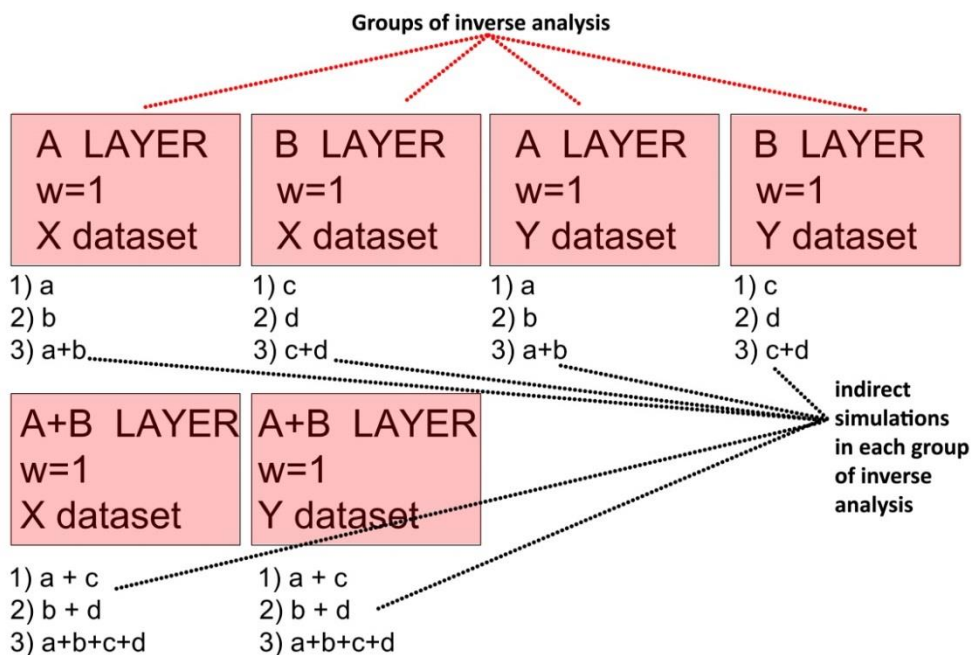 Groups of inverse analysis
A LAYER
w=1
X dataset
B LAYER
w=1
X dataset
A LAYER
w=1
Y dataset
B LAYER
w=1
Y dataset
1) a
2) b
3) a+b
1) c
2) d
3) c+d
1) a
2) b
3) a+b
1) c
2) d
3) c+d
indirect
simulations
in each group
of inverse
analysis
A+B LAYER
w=1
X dataset
A+B LAYER
w=1
Y dataset
1) a + c
2) b + d
3) a+b+c+d
1) a + c
2) b + d
3) a+b+c+d